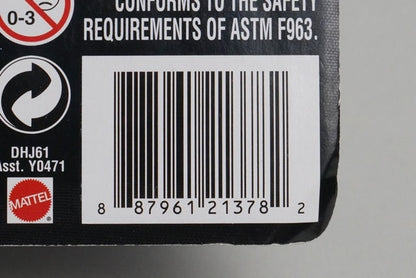 CONFORMS TO THE SAFETY
REQUIREMENTS OF ASTM F963.
0-3
DHJ61
Asst. Y0471
MATTEL
8 87961 21378 2